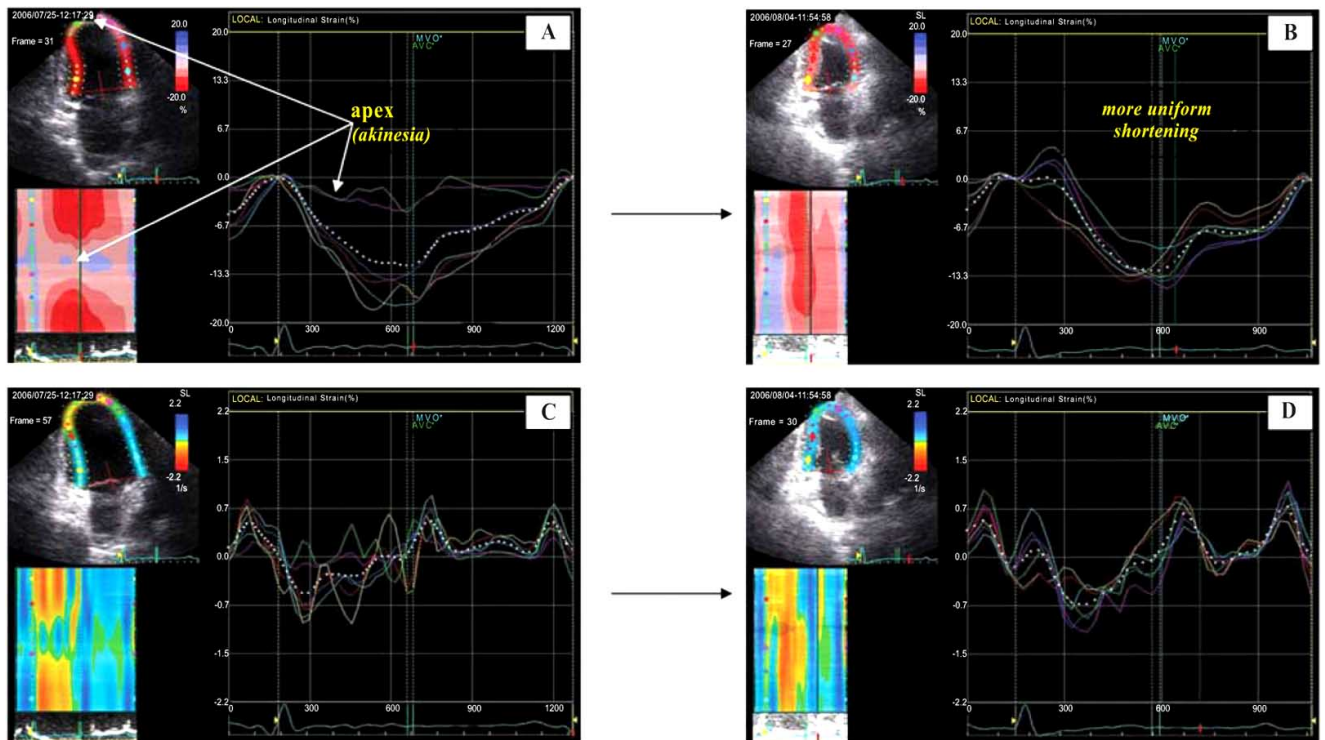 2006/07/25-12:17:29
Frame = 31
20.0
-20.0
%
LOCAL: Longitudinal Strain(%)
A
MVO*
AVC*
20.0
13.3
6.7
0.0
-6.7
-13.3
-20.0
apex
(akinesia)
0
300
600
900
1200
2006/08/04-11:54:58
SL
Frame = 27
20.0
-20.0
%
LOCAL: Longitudinal Strain(%)
B
MVO*
AVC*
20.0
13.3
6.7
0.0
-6.7
-13.3
-20.0
more uniform
shortening
0
300
600
900
2006/07/25-12:17:29
SL
2.2
Frame = 57
-2.2
1/s
LOCAL: Longitudinal Strain(%)
C
MVO*
AVC*
2.2
1.5
0.7
0.0
-0.7
-1.5
-2.2
0
300
600
900
1200
2006/08/04-11:54:58
SL
2.2
Frame = 30
-2.2
1/s
LOCAL: Longitudinal Strain(%)
D
MVO*
AVC*
2.2
1.5
0.7
0.0
-0.7
-1.5
-2.2
0
300
600
900